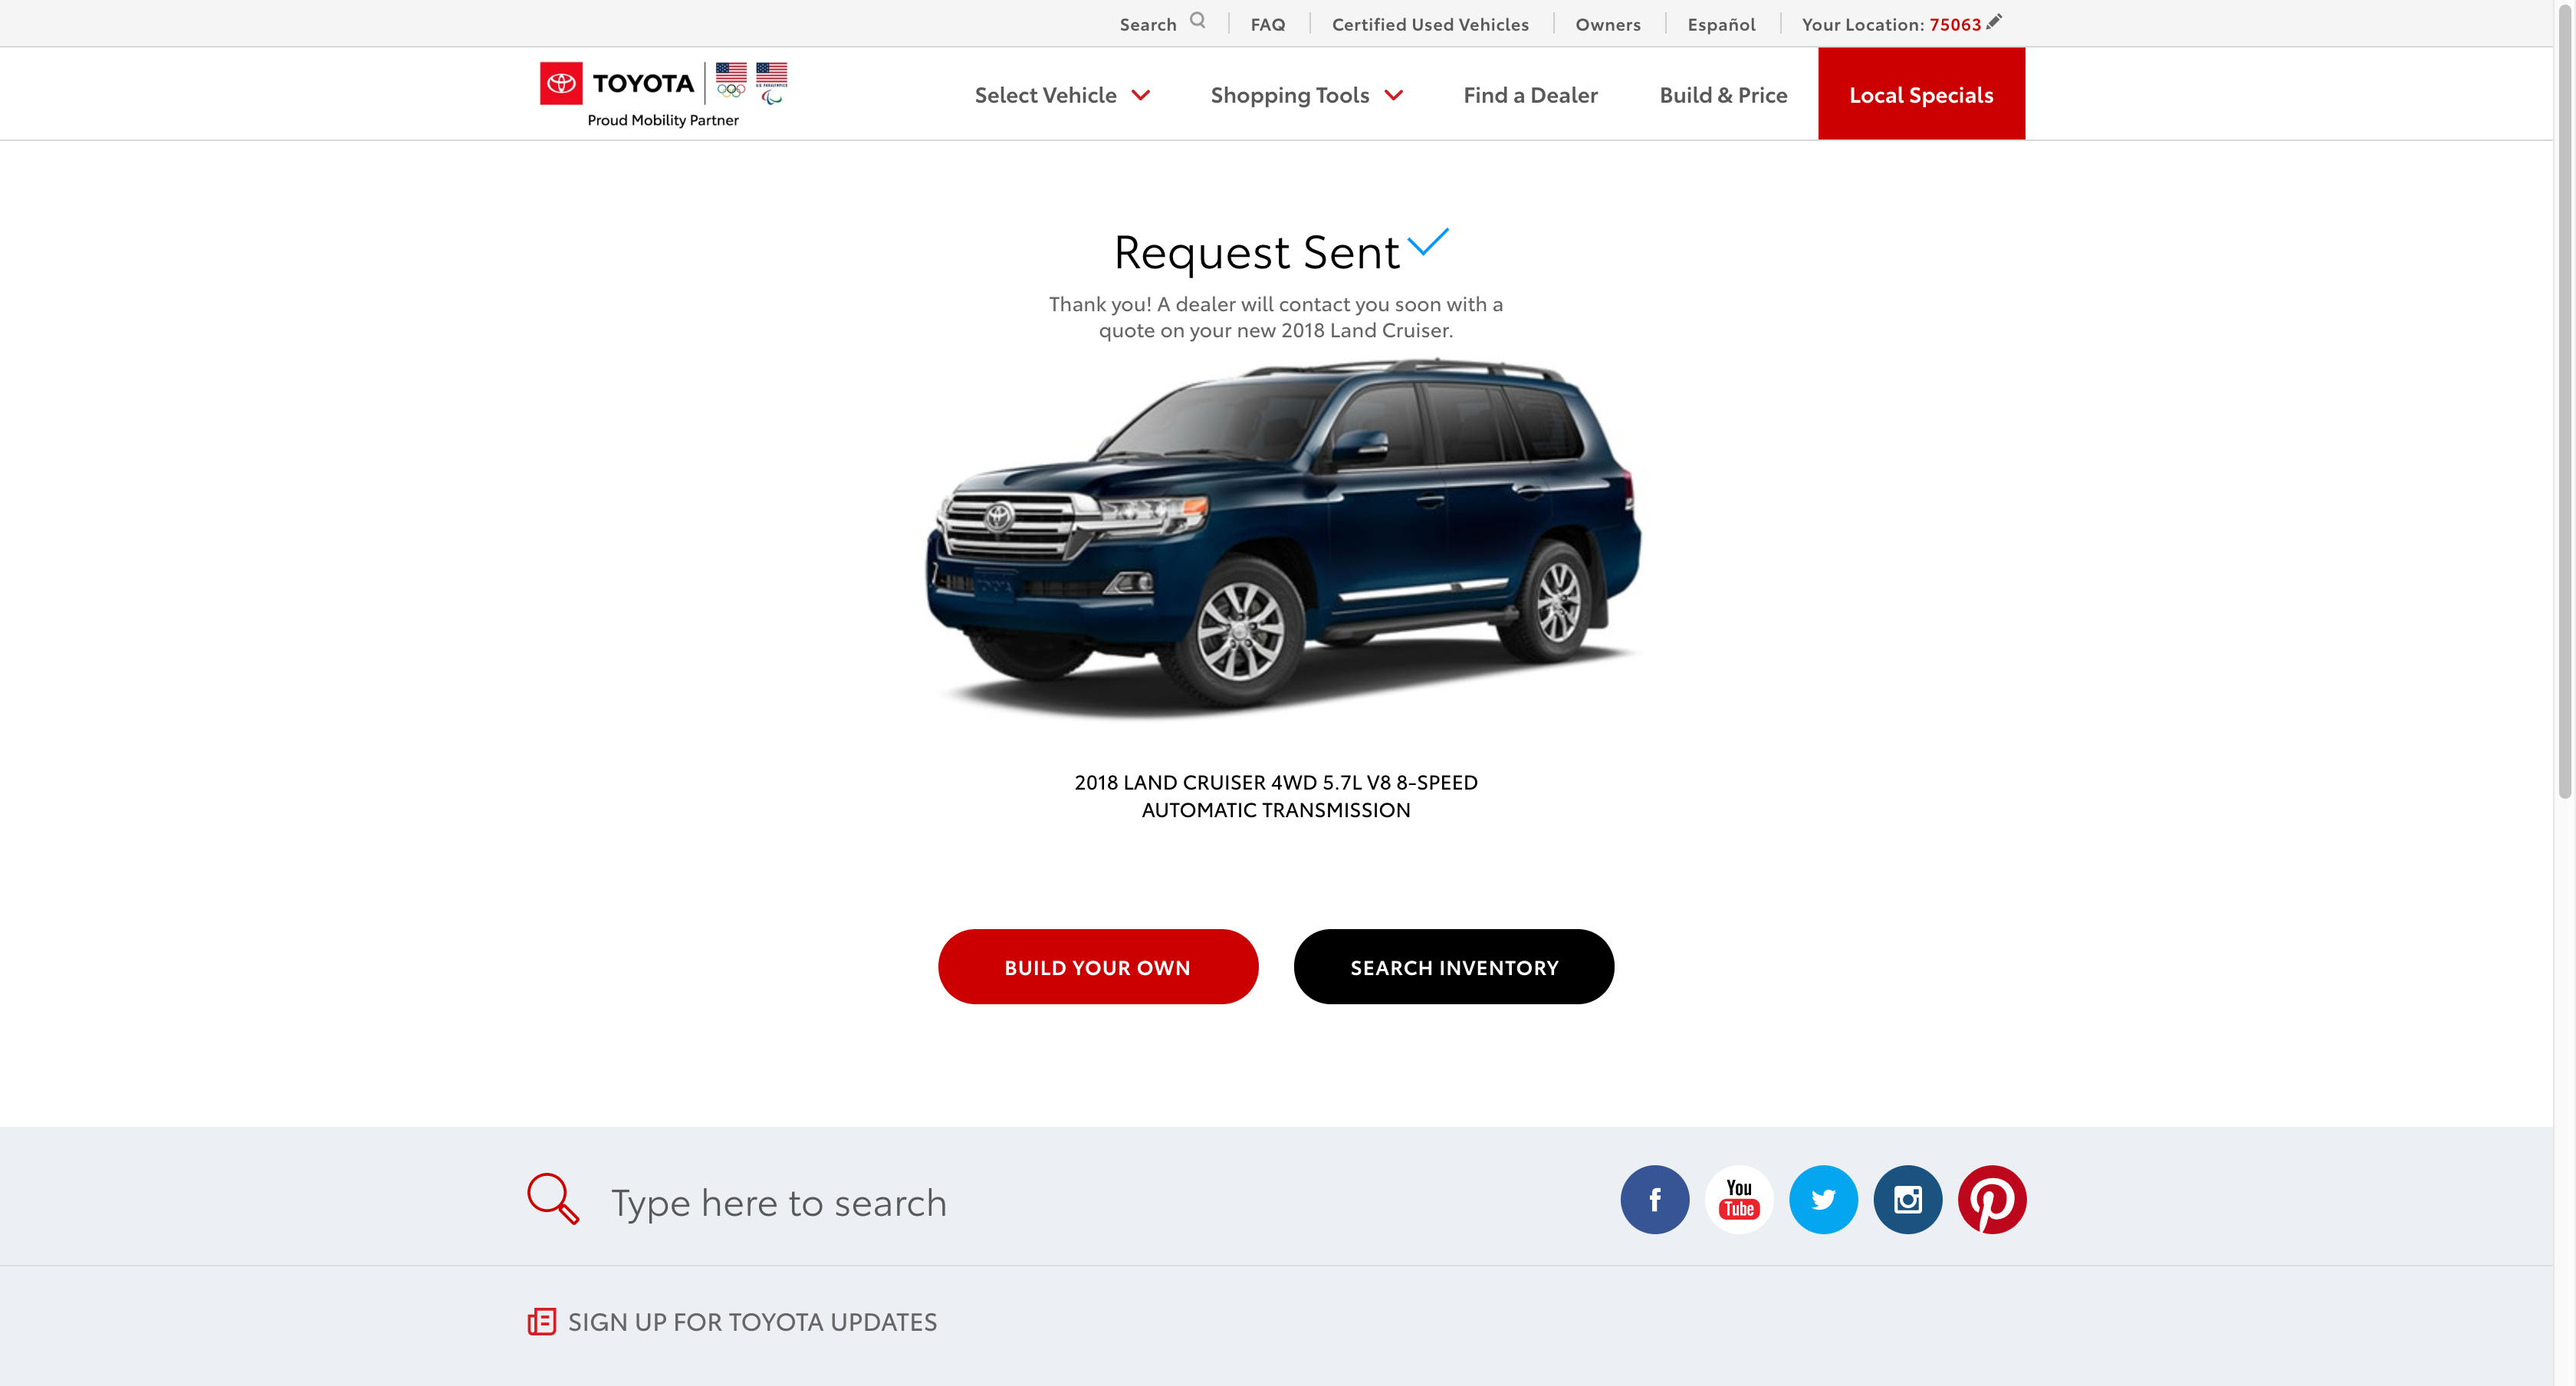 Search
FAQ
Certified Used Vehicles
Owners
Español
Your Location: 75063
TOYOTA
U.S. PARALYMPICS
Proud Mobility Partner
Select Vehicle
Shopping Tools
Find a Dealer
Build & Price
Local Specials
Request Sent
Thank you! A dealer will contact you soon with a
quote on your new 2018 Land Cruiser.
TOYOTA
2018 LAND CRUISER 4WD 5.7L V8 8-SPEED
AUTOMATIC TRANSMISSION
BUILD YOUR OWN
SEARCH INVENTORY
Type here to search
f
You
Tube
SIGN UP FOR TOYOTA UPDATES